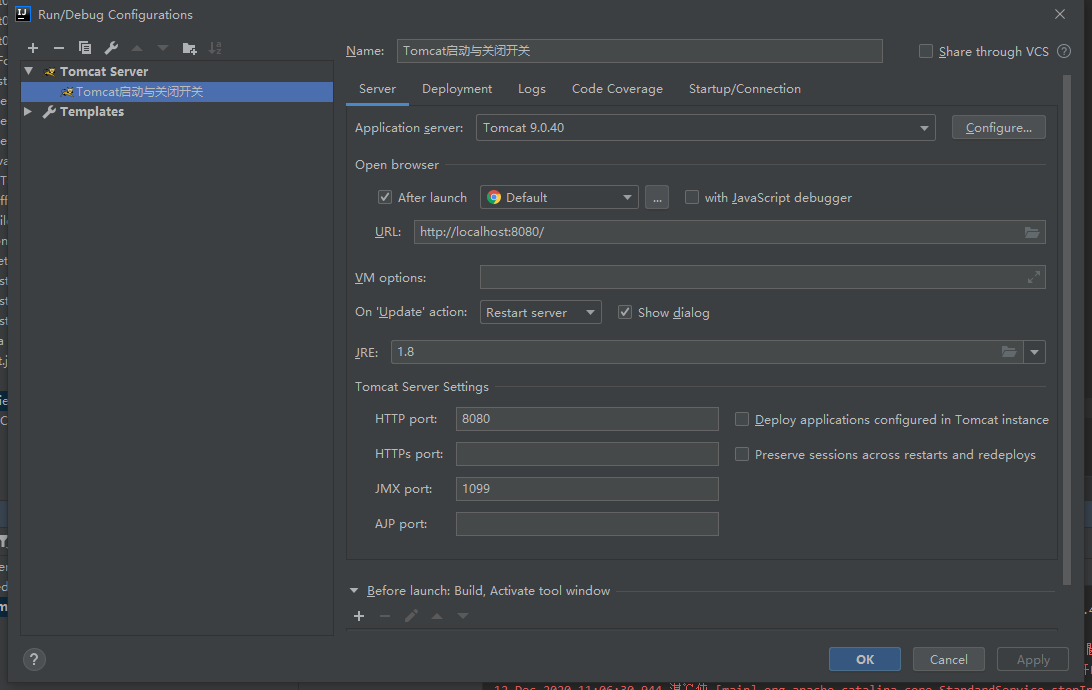 Run/Debug Configurations
Name: Tomcat启动与关闭开关 Share through VCS ?
Tomcat Server
Tomcat启动与关闭开关
Templates
Server Deployment Logs Code Coverage Startup/Connection
Application server: Tomcat 9.0.40 Configure...
Open browser
After launch Default ... with JavaScript debugger
URL: http://localhost:8080/
VM options:
On 'Update' action: Restart server Show dialog
JRE: 1.8
Tomcat Server Settings
HTTP port: 8080 Deploy applications configured in Tomcat instance
HTTPs port: Preserve sessions across restarts and redeploys
JMX port: 1099
AJP port:
Before launch: Build, Activate tool window
? OK Cancel Apply